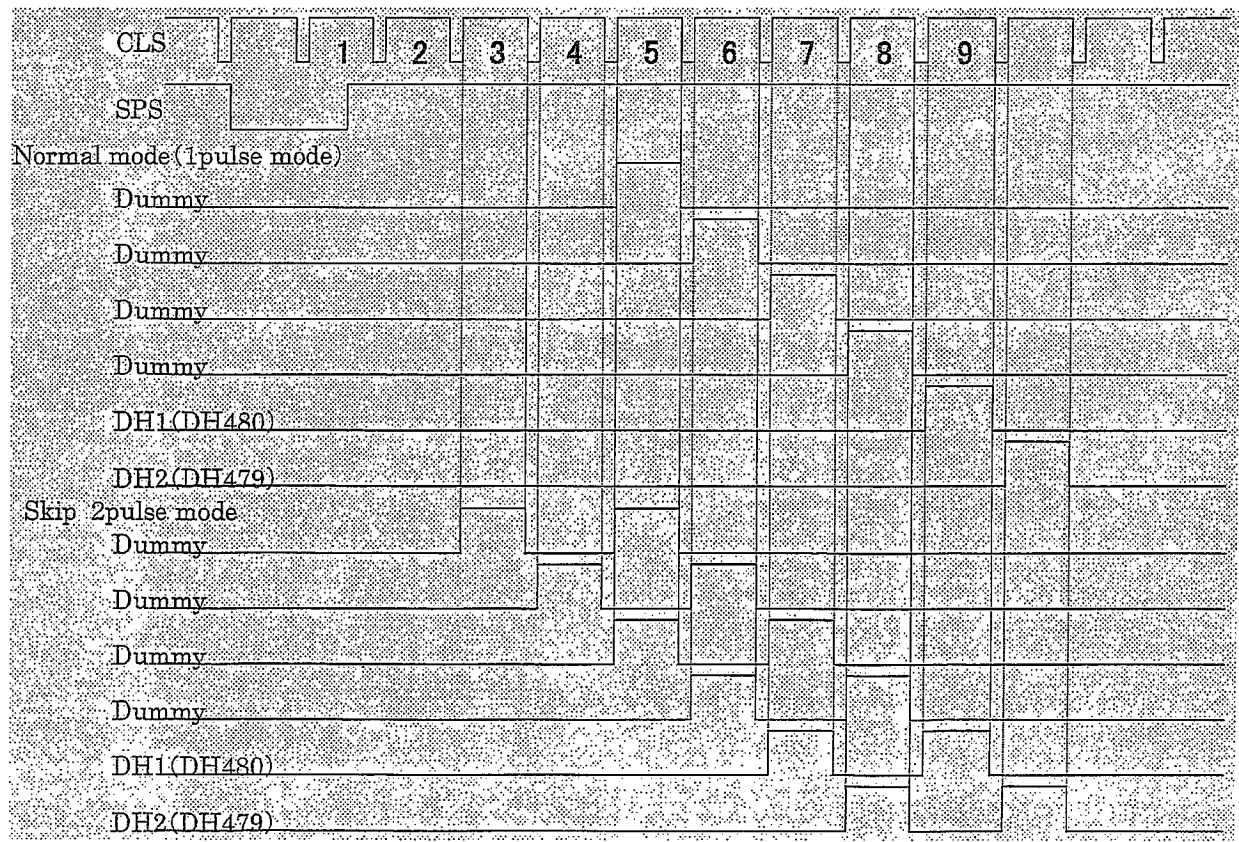 CLS 1 2 3 4 5 6 7 8 9
SPS
Normal mode(1pulse mode)
Dummy
Dummy
Dummy
Dummy
DH1(DH480)
DH2(DH479)
Skip 2pulse mode
Dummy
Dummy
Dummy
Dummy
DH1(DH480)
DH2(DH479)